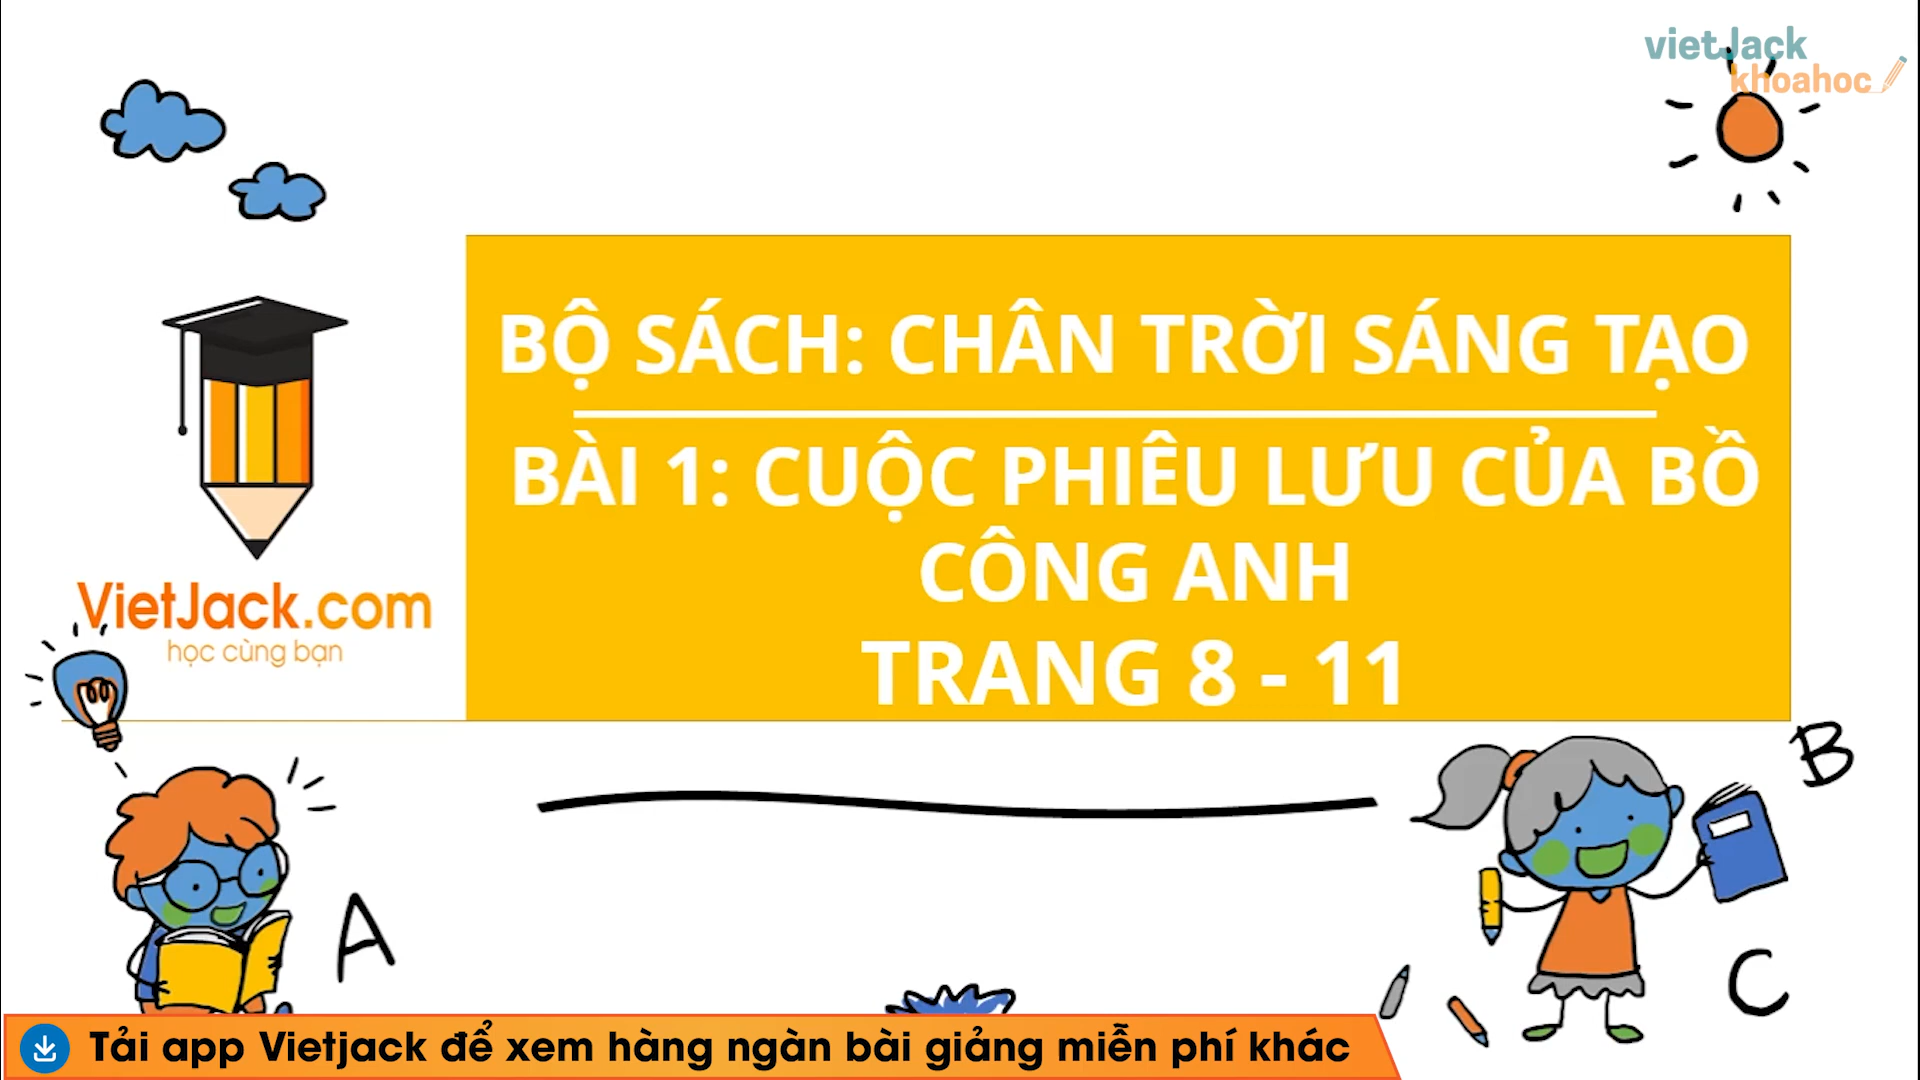 vietJack
khoahoc
BỘ SÁCH: CHÂN TRỜI SÁNG TẠO
BÀI 1: CUỘC PHIÊU LƯU CỦA BỒ
CÔNG ANH
TRANG 8 - 11
VietJack.com
học cùng bạn
B
A
C
Tải app Vietjack để xem hàng ngàn bài giảng miễn phí khác